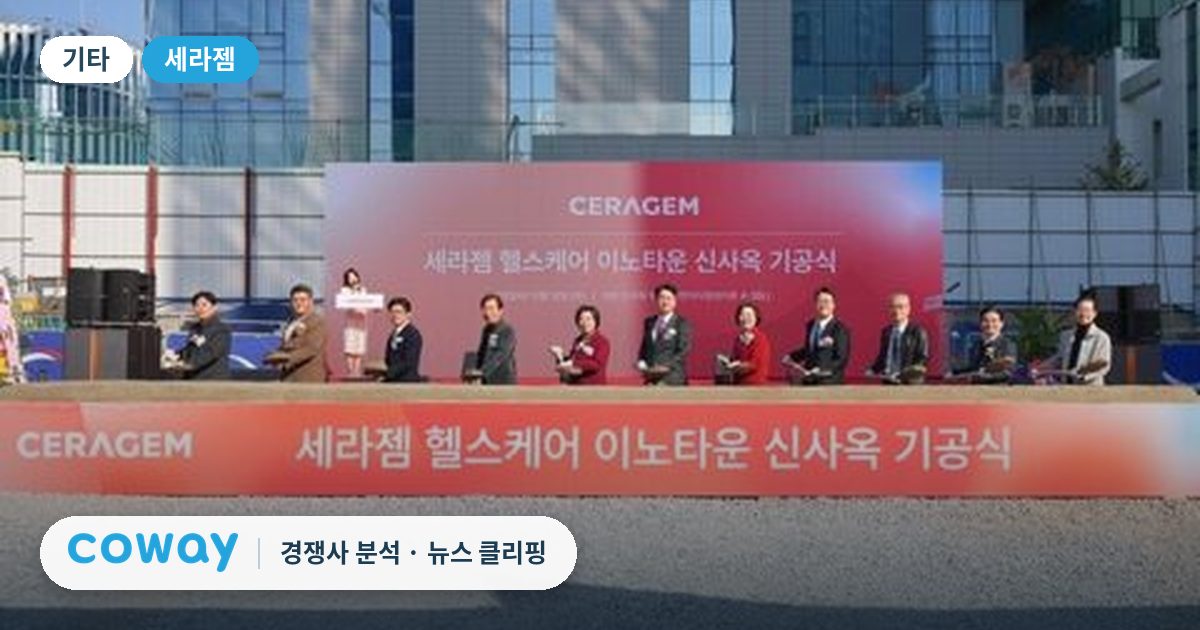 기타
세라젬
CERAGEM
세라젬 헬스케어 이노타운 신사옥 기공식
CERAGEM
세라젬 헬스케어 이노타운 신사옥 기공식
coway
경쟁사 분석 · 뉴스 클리핑